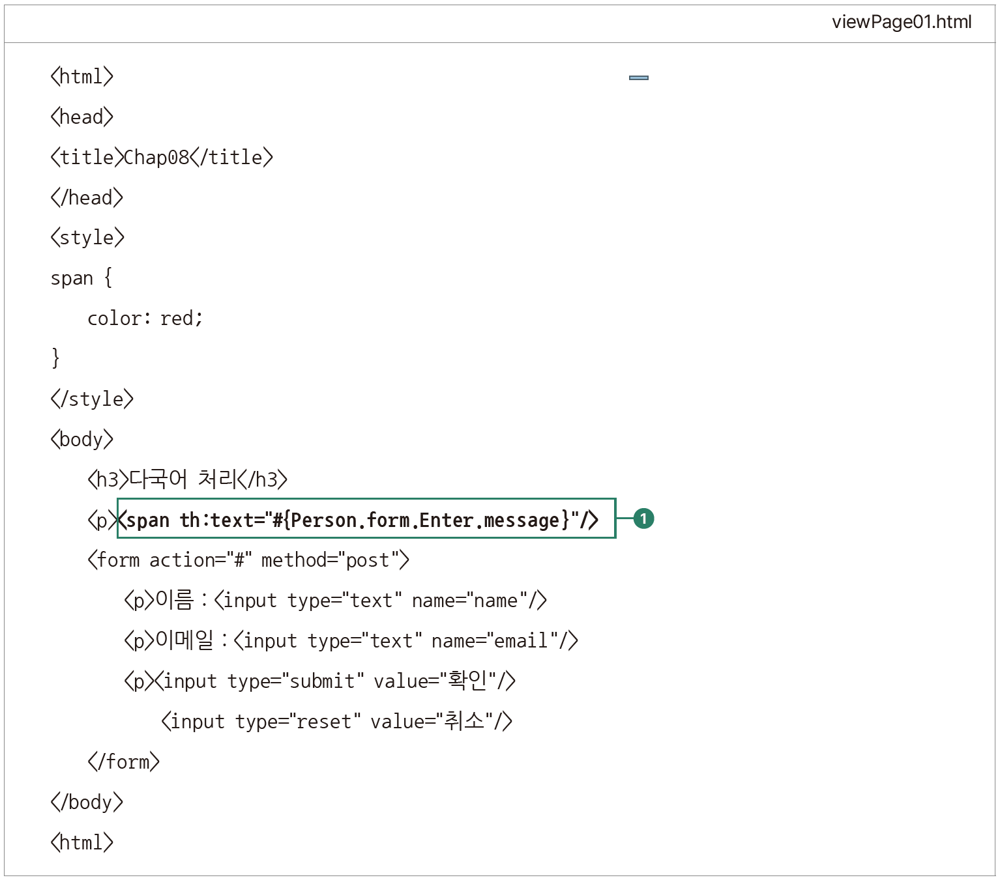 viewPage01.html
<html>
<head>
<title>Chap08</title>
</head>
<style>
span {
color: red;
}
</style>
<body>
<h3>다국어 처리</h3>
<p><span th:text="#{Person.form.Enter.message}"/> 1
<form action="#" method="post">
<p>이름 : <input type="text" name="name"/>
<p>이메일 : <input type="text" name="email"/>
<p><input type="submit" value="확인"/>
<input type="reset" value="취소"/>
</form>
</body>
<html>